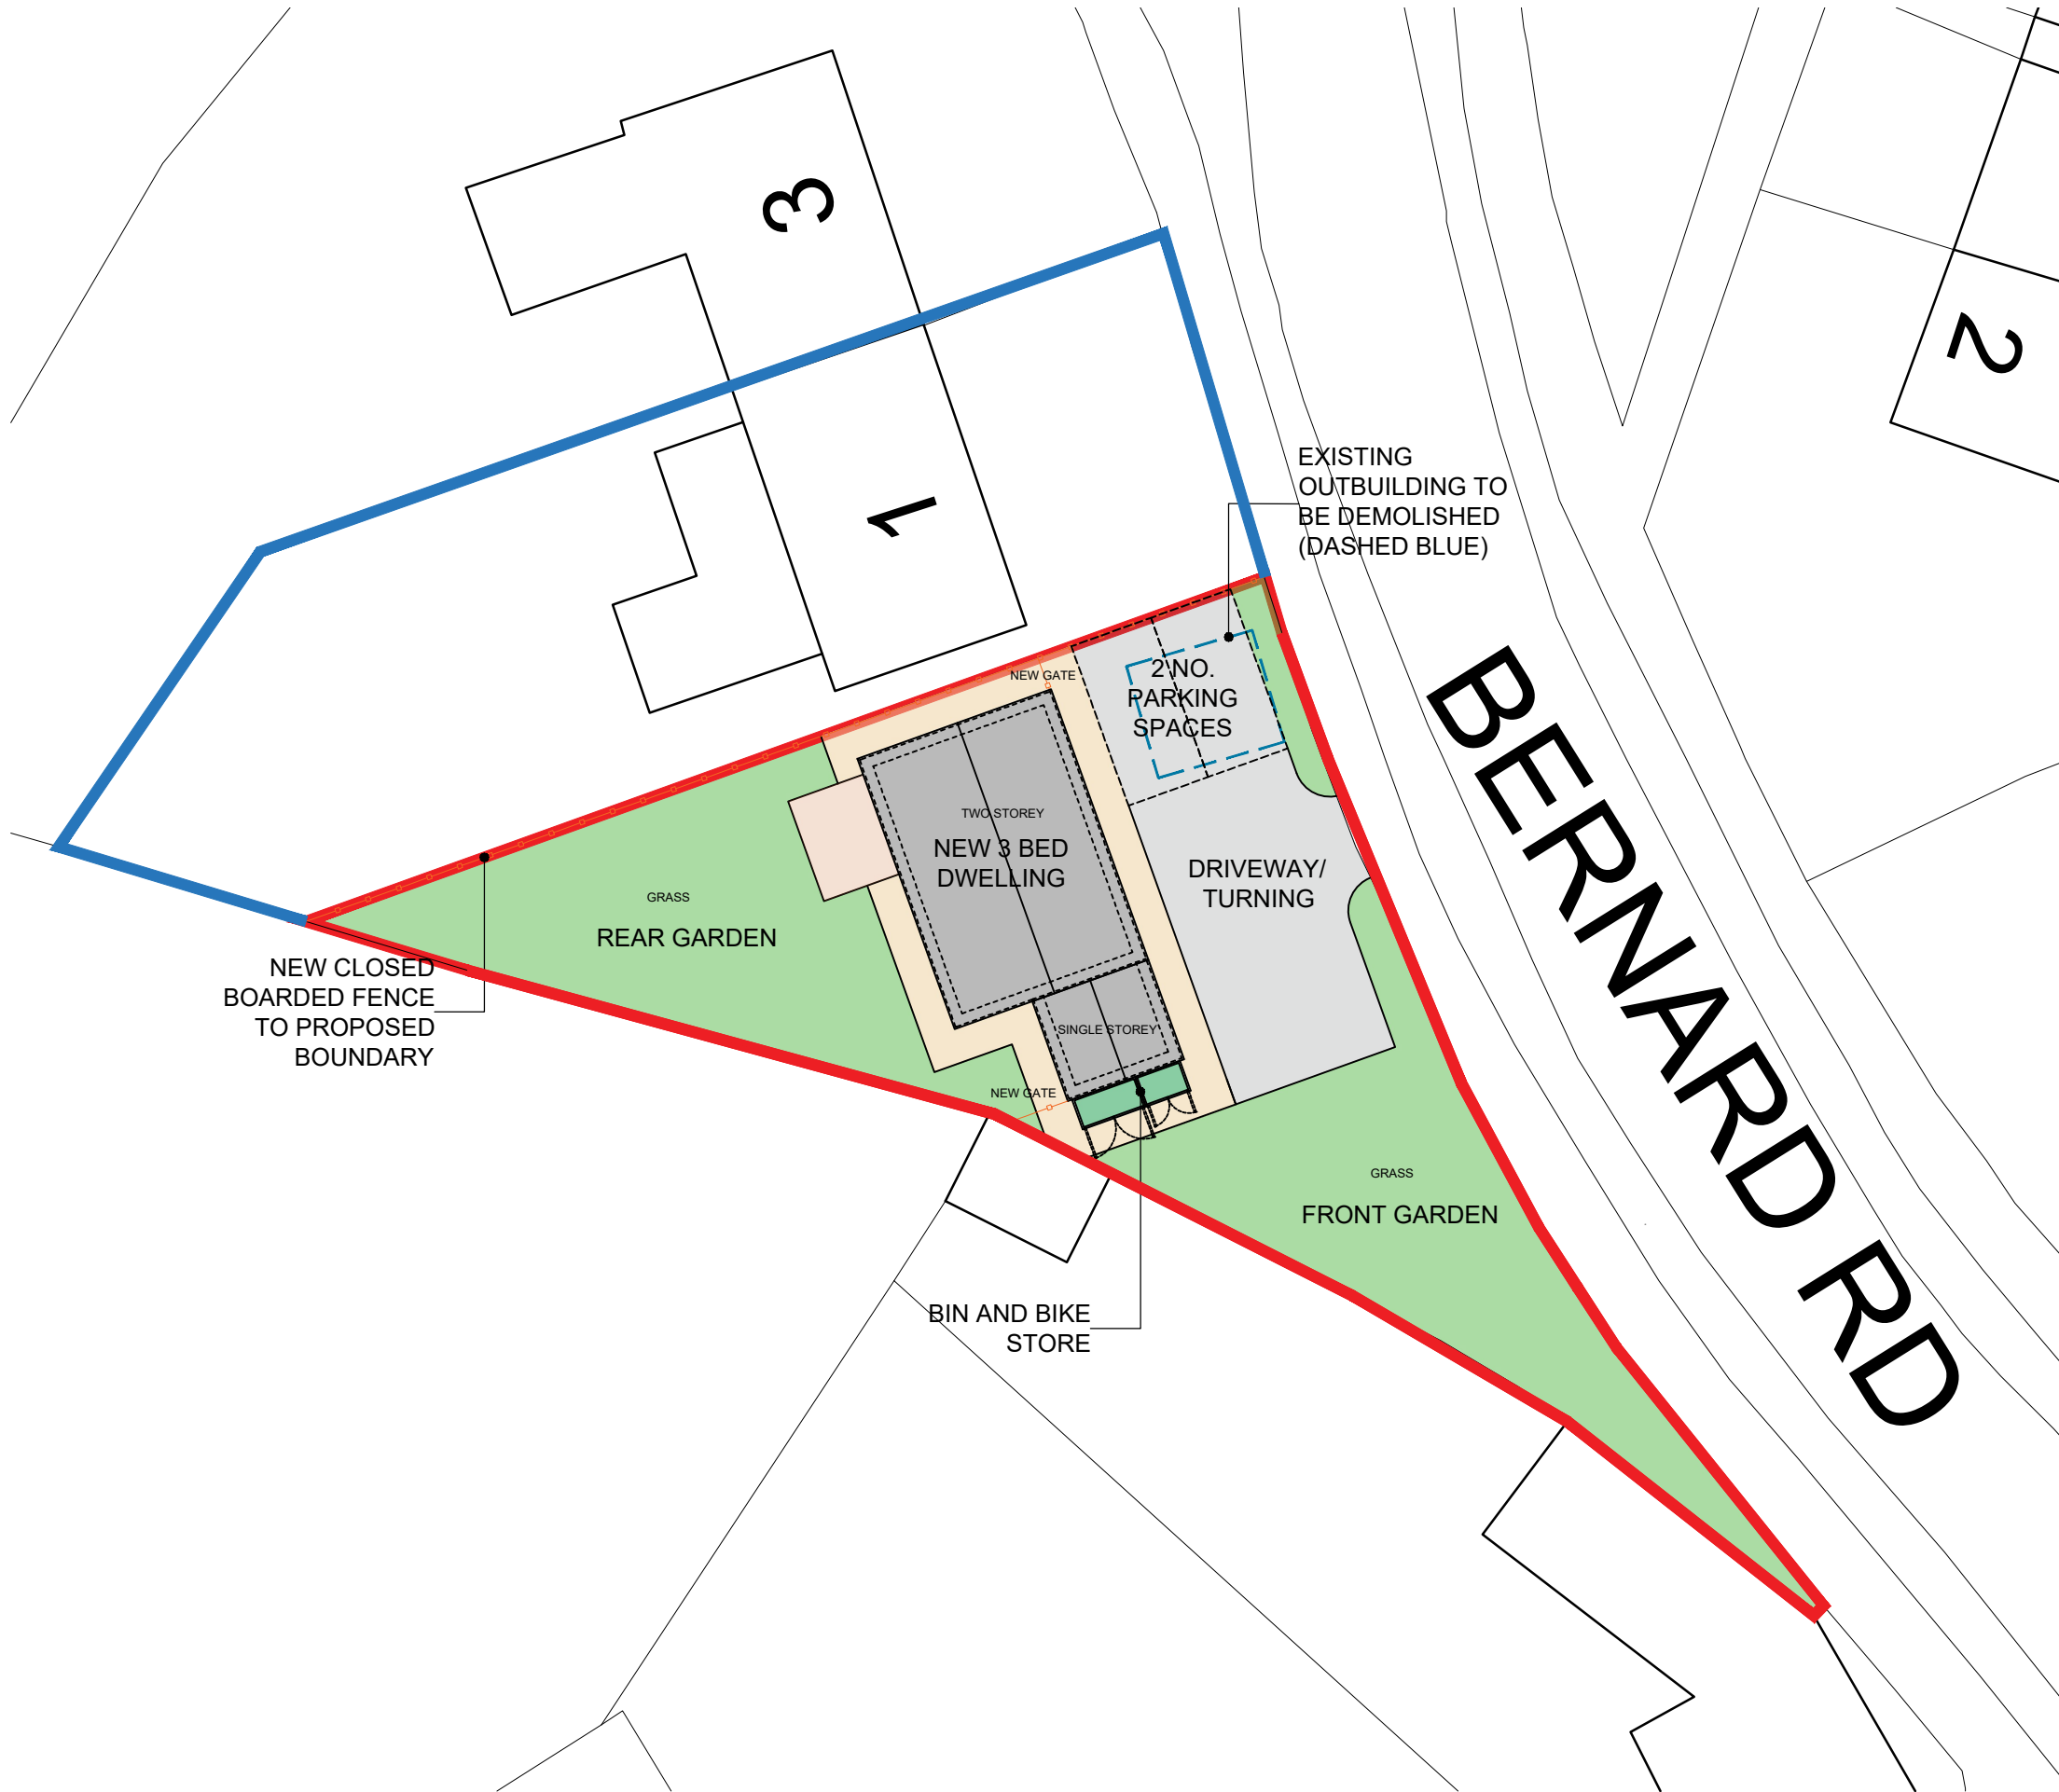 3
2
EXISTING
OUTBUILDING TO
BE DEMOLISHED
(DASHED BLUE)
1
NEW GATE
2 NO.
PARKING
SPACES
TWO STOREY
NEW 3 BED
DWELLING
DRIVEWAY/
TURNING
GRASS
REAR GARDEN
NEW CLOSED
BOARDED FENCE
TO PROPOSED
BOUNDARY
SINGLE STOREY
NEW GATE
BERNARD RD
GRASS
FRONT GARDEN
BIN AND BIKE
STORE